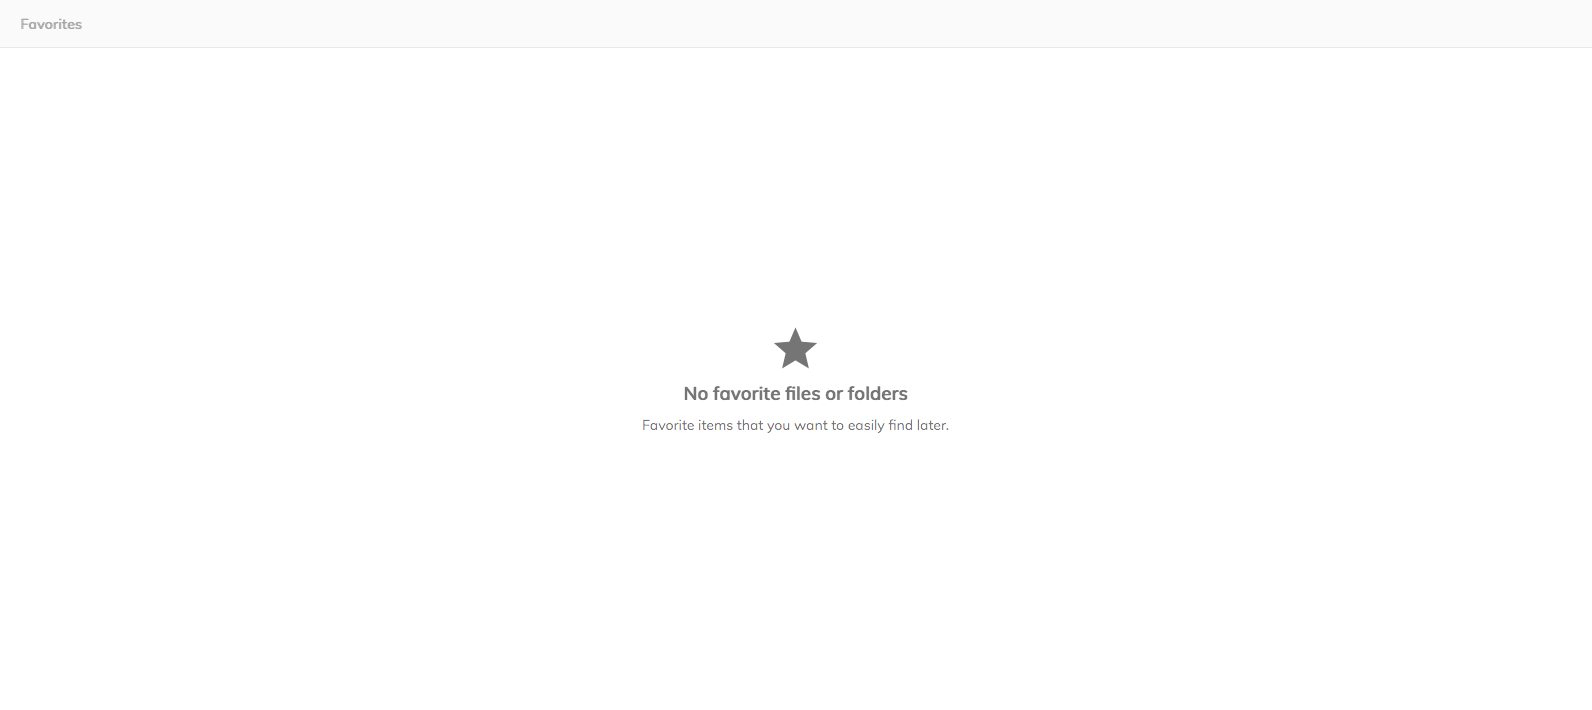 Favorites
No favorite files or folders
Favorite items that you want to easily find later.